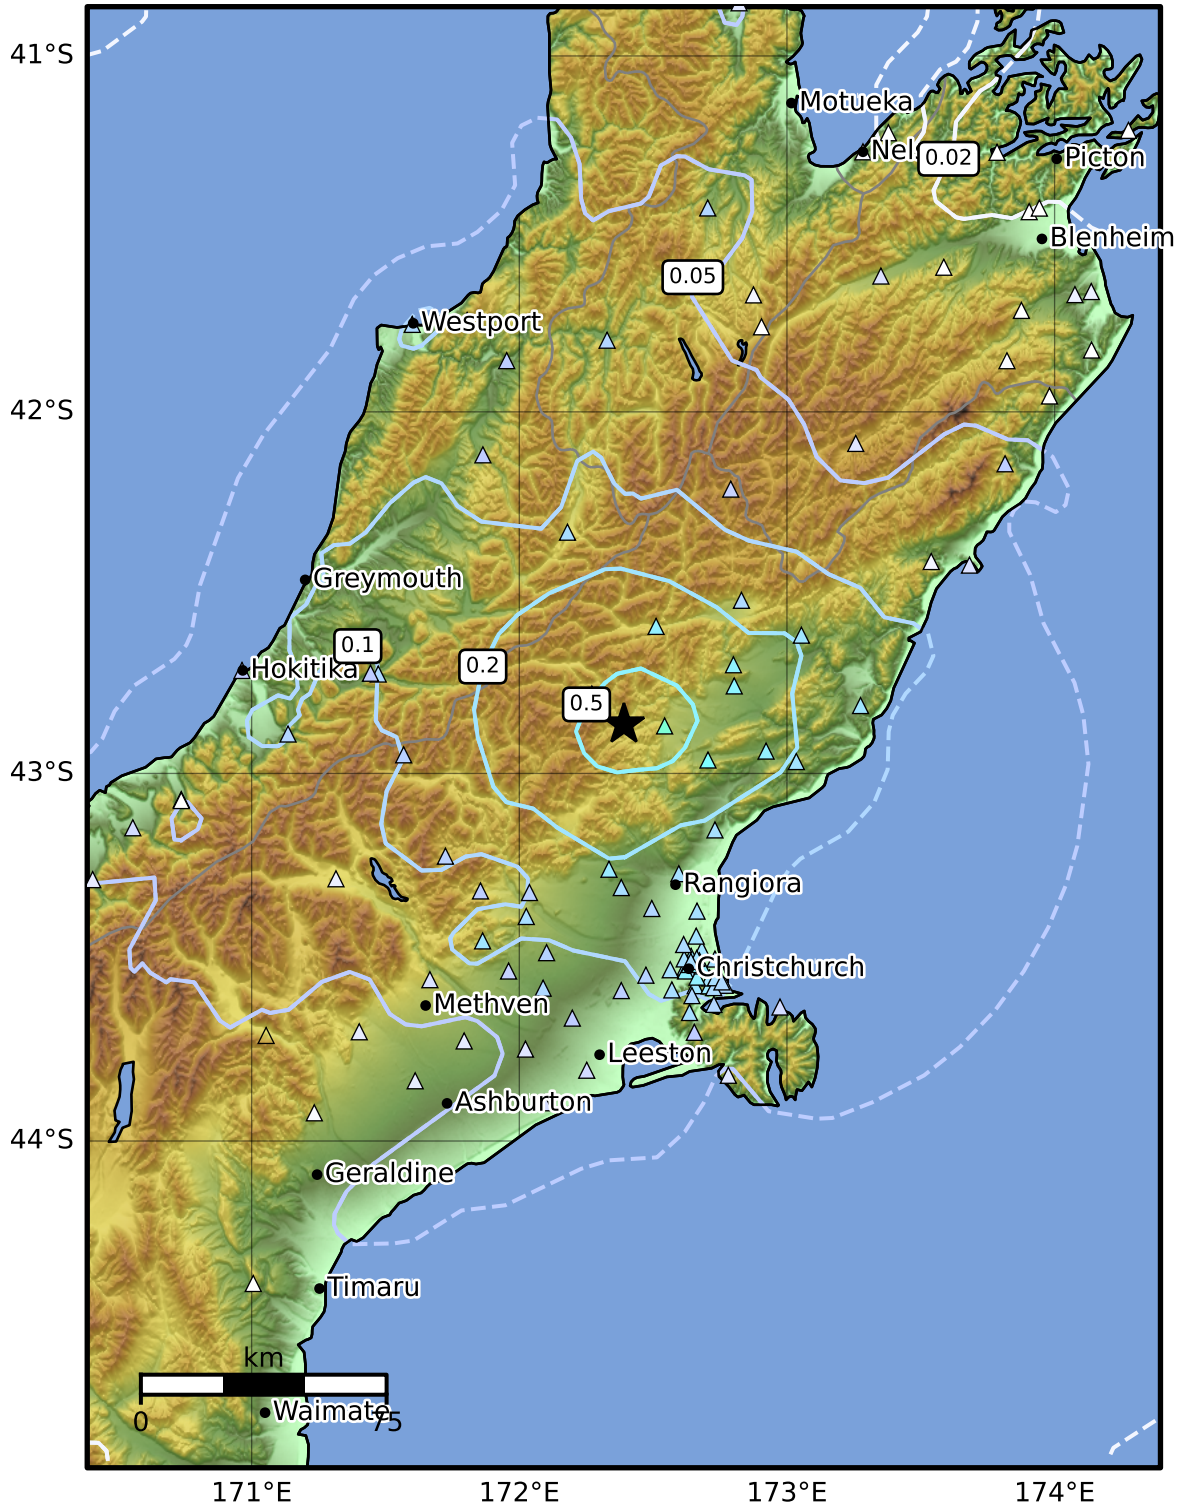 41°S
Motueka
Nel
0.02
Picton
Blenheim
0.05
Westport
42°S
Greymouth
0.1
0.2
Hokitika
0.5
43°S
Rangiora
Christchurch
Methven
Leeston
Ashburton
44°S
Geraldine
Timaru
km
0
75
Waimate
171°E
172°E
173°E
174°E